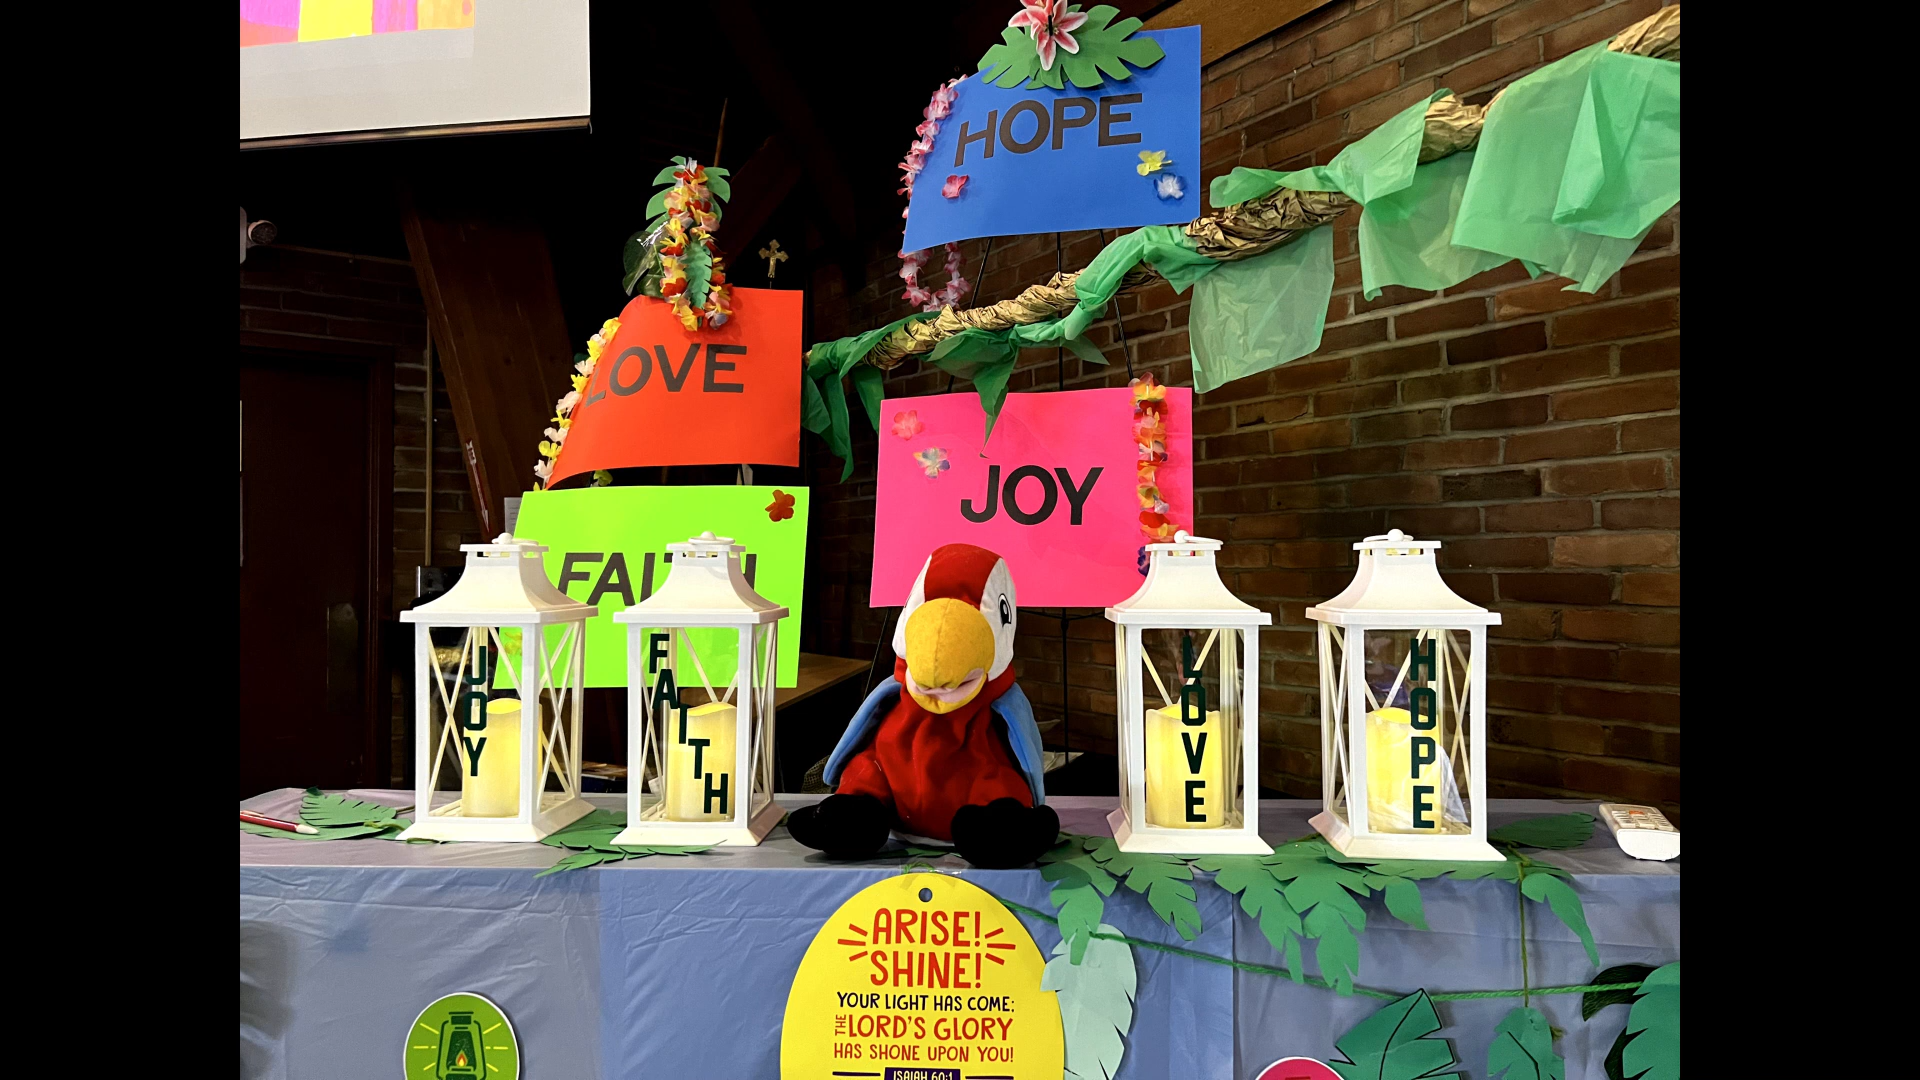 HOPE
LOVE
JOY
FAITH
JOY
FAITH
LOVE
HOPE
ARISE!
SHINE!
YOUR LIGHT HAS COME:
THE LORD'S GLORY
HAS SHONE UPON YOU!
ISAIAH 60:1